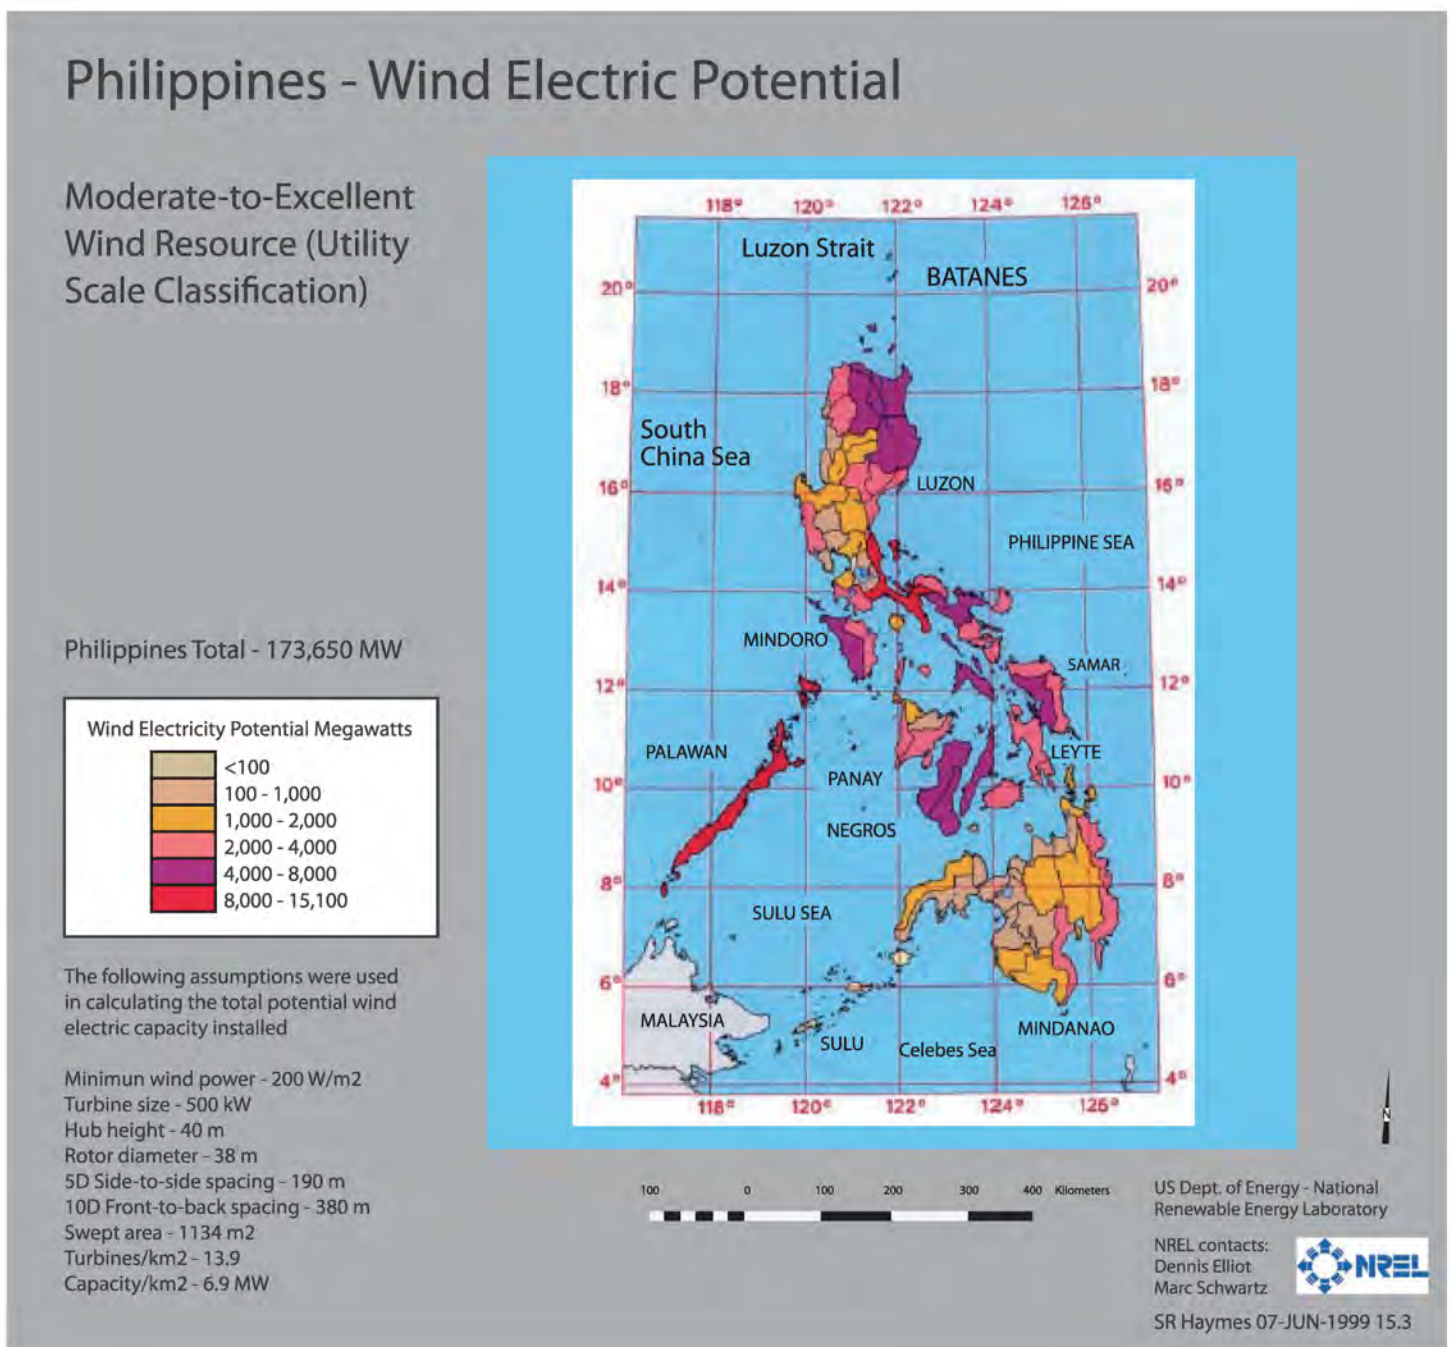 Philippines - Wind Electric Potential
Moderate-to-Excellent
Wind Resource (Utility
Scale Classification)
Philippines Total - 173,650 MW
Wind Electricity Potential Megawatts
<100
100 - 1,000
1,000 - 2,000
2,000 - 4,000
4,000 - 8,000
8,000 - 15,100
The following assumptions were used
in calculating the total potential wind
electric capacity installed
Minimun wind power - 200 W/m2
Turbine size - 500 kW
Hub height - 40 m
Rotor diameter - 38 m
5D Side-to-side spacing - 190 m
10D Front-to-back spacing - 380 m
Swept area - 1134 m2
Turbines/km2 - 13.9
Capacity/km2 - 6.9 MW
118° 120° 122° 124° 126°
Luzon Strait
BATANES
20° 20°
18° 18°
South
China Sea
LUZON
16° 16°
PHILIPPINE SEA
14° 14°
MINDORO
SAMAR
12° 12°
PALAWAN
LEYTE
PANAY
10° 10°
NEGROS
8° 8°
SULU SEA
6° 6°
MALAYSIA
MINDANAO
SULU
Celebes Sea
4° 4°
118° 120° 122° 124° 126°
N
100 0 100 200 300 400 Kilometers
US Dept. of Energy - National
Renewable Energy Laboratory
NREL contacts:
Dennis Elliot
Marc Schwartz
NREL
SR Haymes 07-JUN-1999 15.3